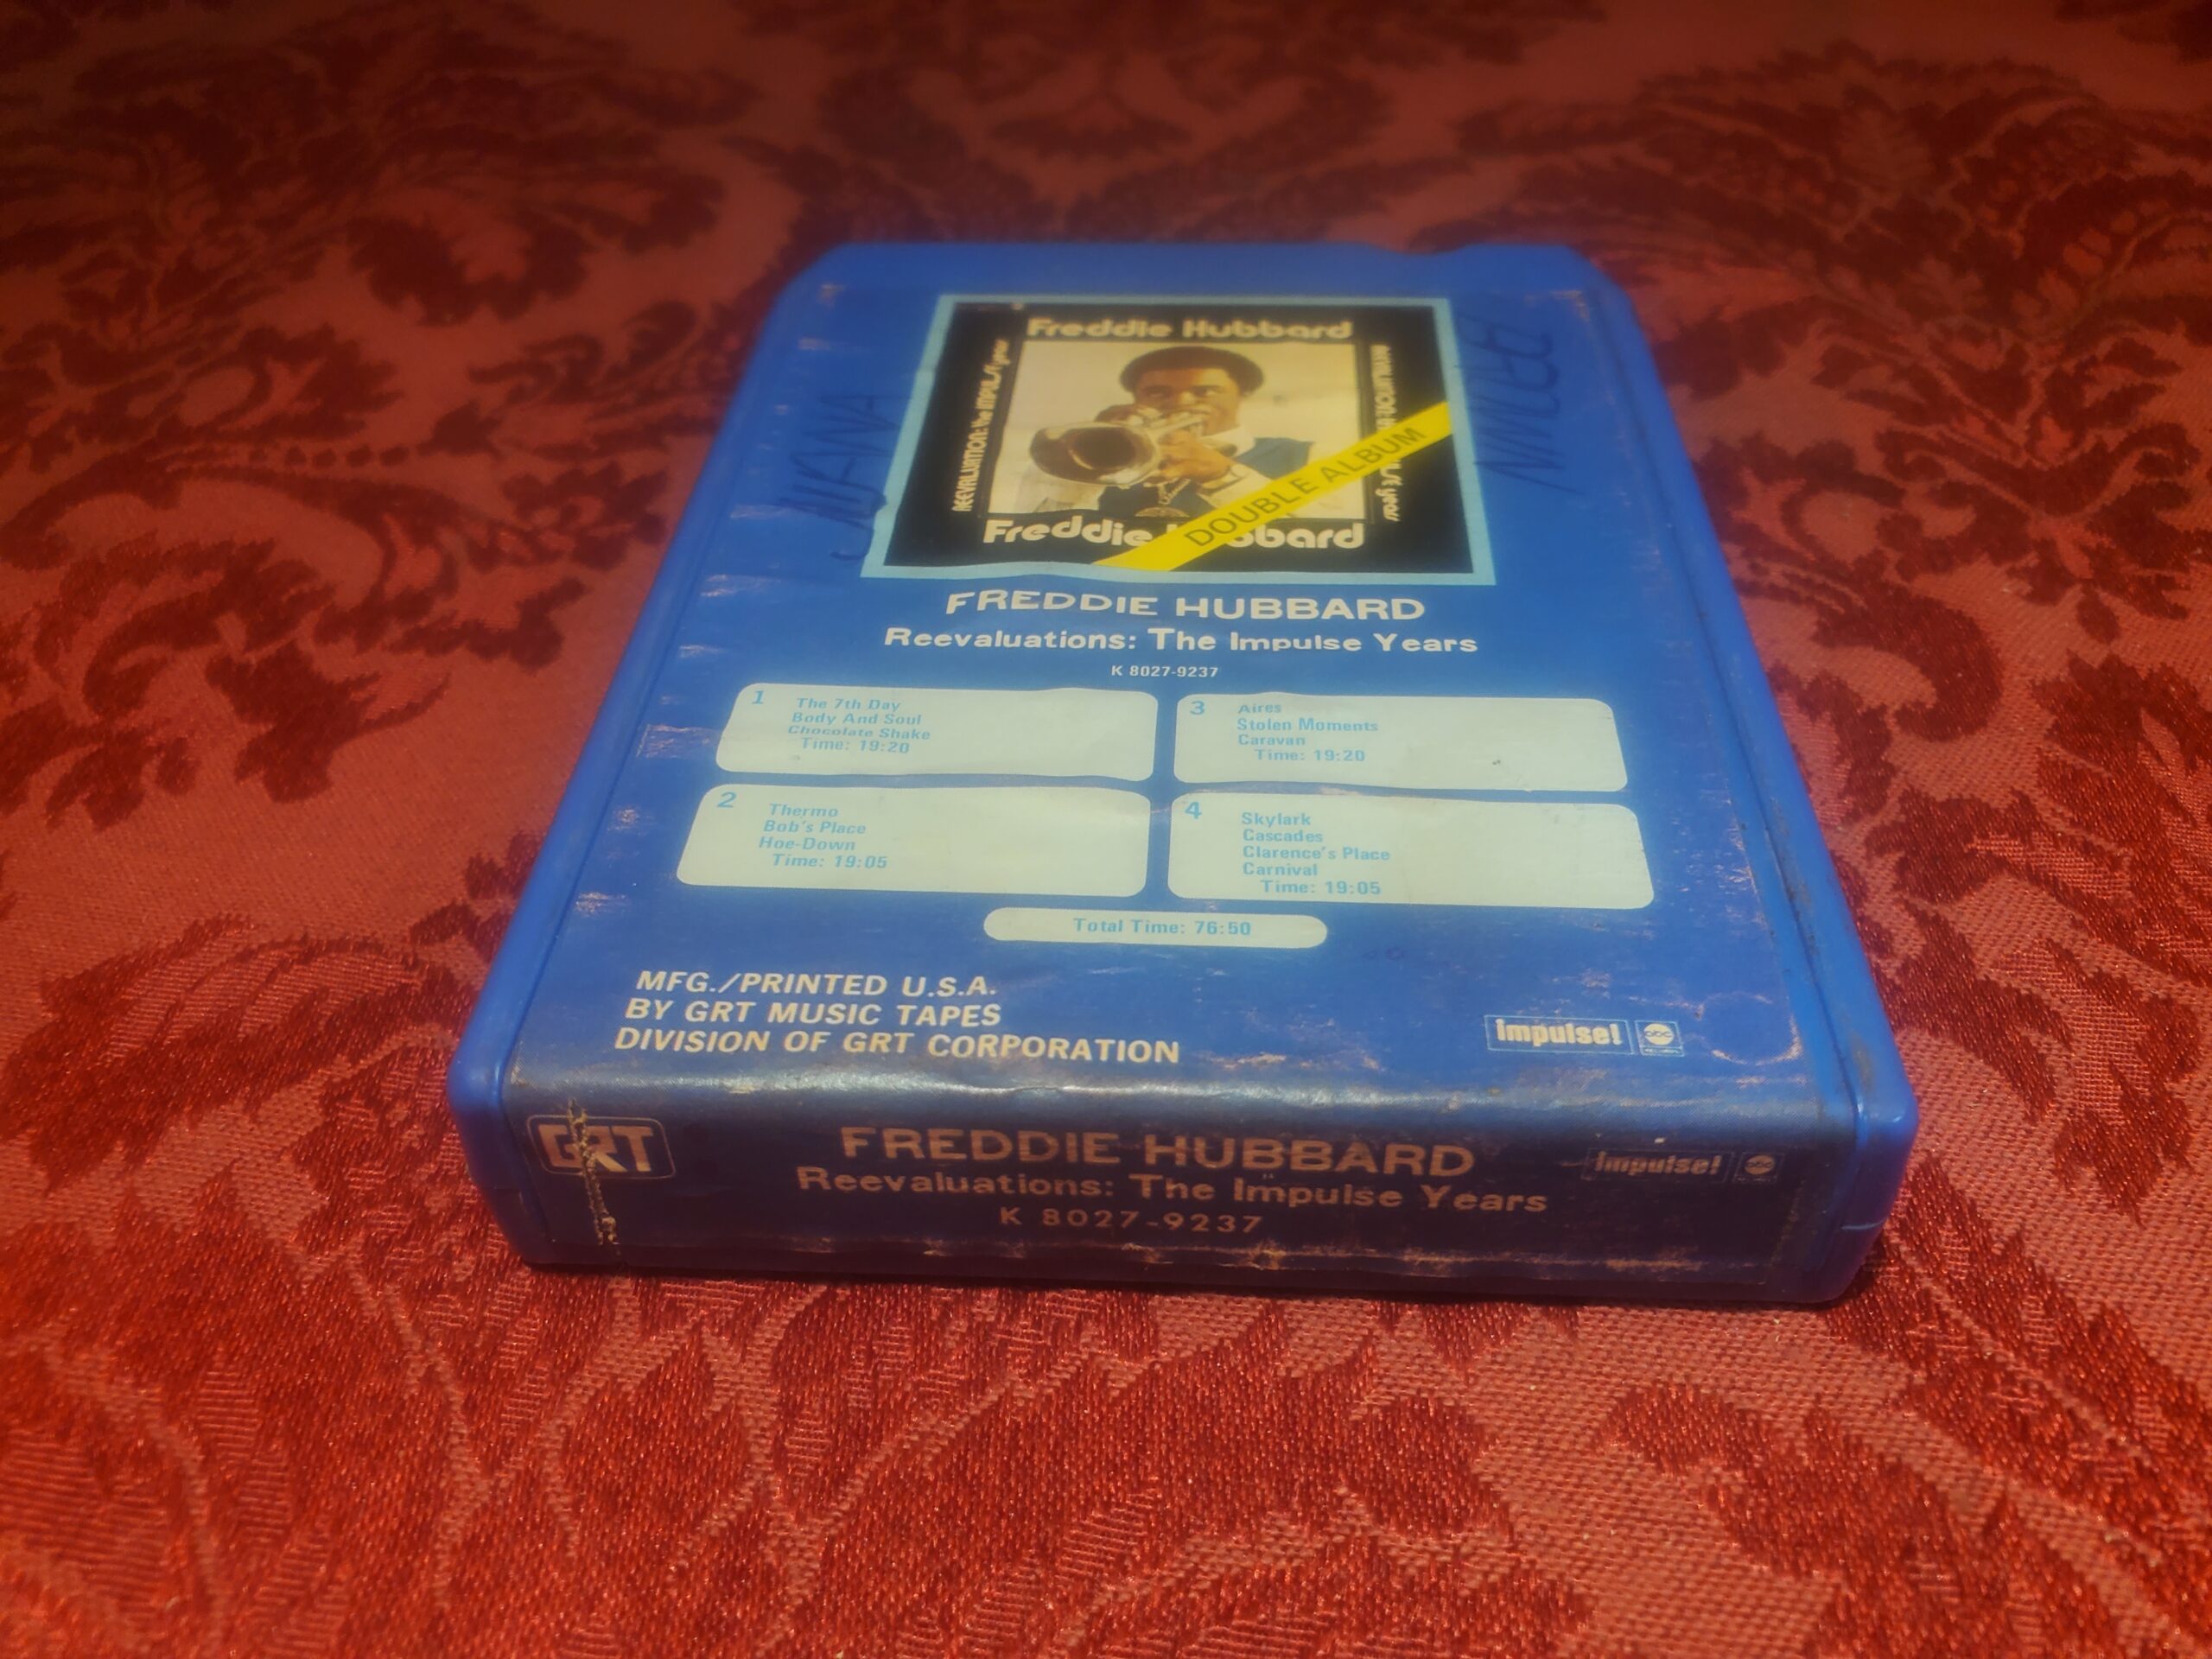 Freddie Hubbard
DOUBLE ALBUM
Freddie
FREDDIE HUBBARD
Reevaluations: The Impulse Years
K 8027-9237
1
The 7th Day
Body And Soul
Chocolate Shake
Time: 19:20
2
Thermo
Bob's Place
Hoe-Down
Time: 19:05
3
Aires
Stolen Moments
Caravan
Time: 19:20
4
Skylark
Cascades
Clarence's Place
Carnival
Time: 19:05
Total Time: 76:50
MFG./PRINTED U.S.A.
BY GRT MUSIC TAPES
DIVISION OF GRT CORPORATION
impulse! abc
GRT
FREDDIE HUBBARD
Reevaluations: The Impulse Years
K 8027-9237
impulse! abc